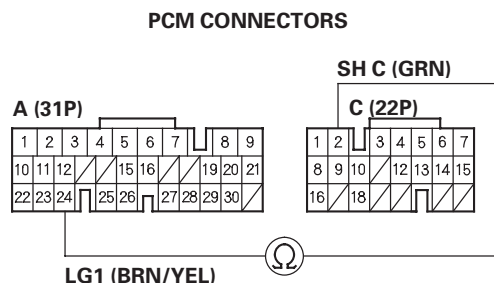 PCM CONNECTORS
SH C (GRN)
A (31P)
C (22P)
1 2 3 4 5 6 7 8 9
10 11 12 15 16 19 20 21
22 23 24 25 26 27 28 29 30
1 2 3 4 5 6 7
8 9 10 12 13 14 15
16 18
Ω
LG1 (BRN/YEL)